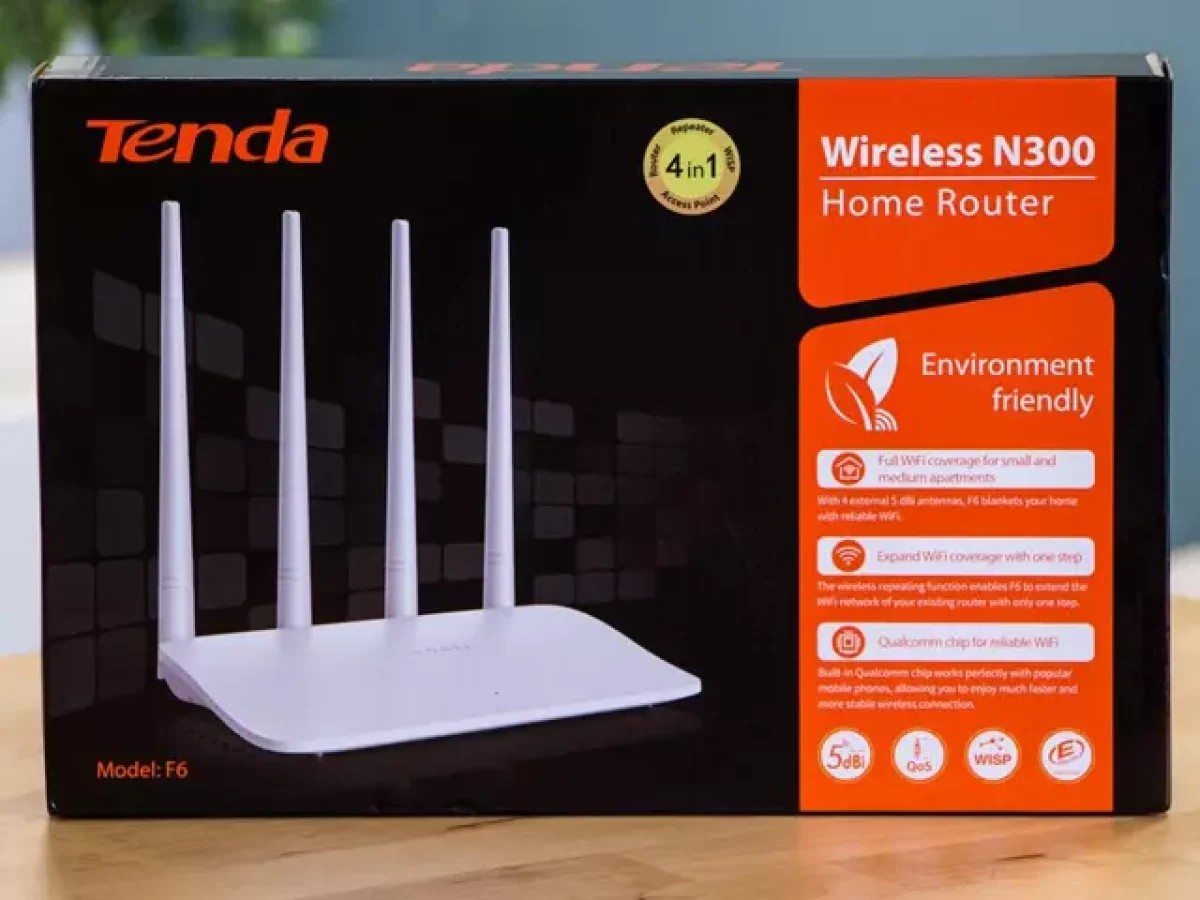 Tenda
Tenda
Repeater
Router
4in1
WISP
Access Point
Wireless N300
Home Router
Environment
friendly
Full WiFi coverage for small and
medium apartments
With 4 external 5 dBi antennas, F6 blankets your home
with reliable WiFi.
Expand WiFi coverage with one step
The wireless repeating function enables F6 to extend the
WiFi network of your existing router with only one step.
Qualcomm chip for reliable WiFi
Built-in Qualcomm chip works perfectly with popular
mobile phones, allowing you to enjoy much faster and
more stable wireless connection.
5dBi
QoS
WISP
E
Model: F6